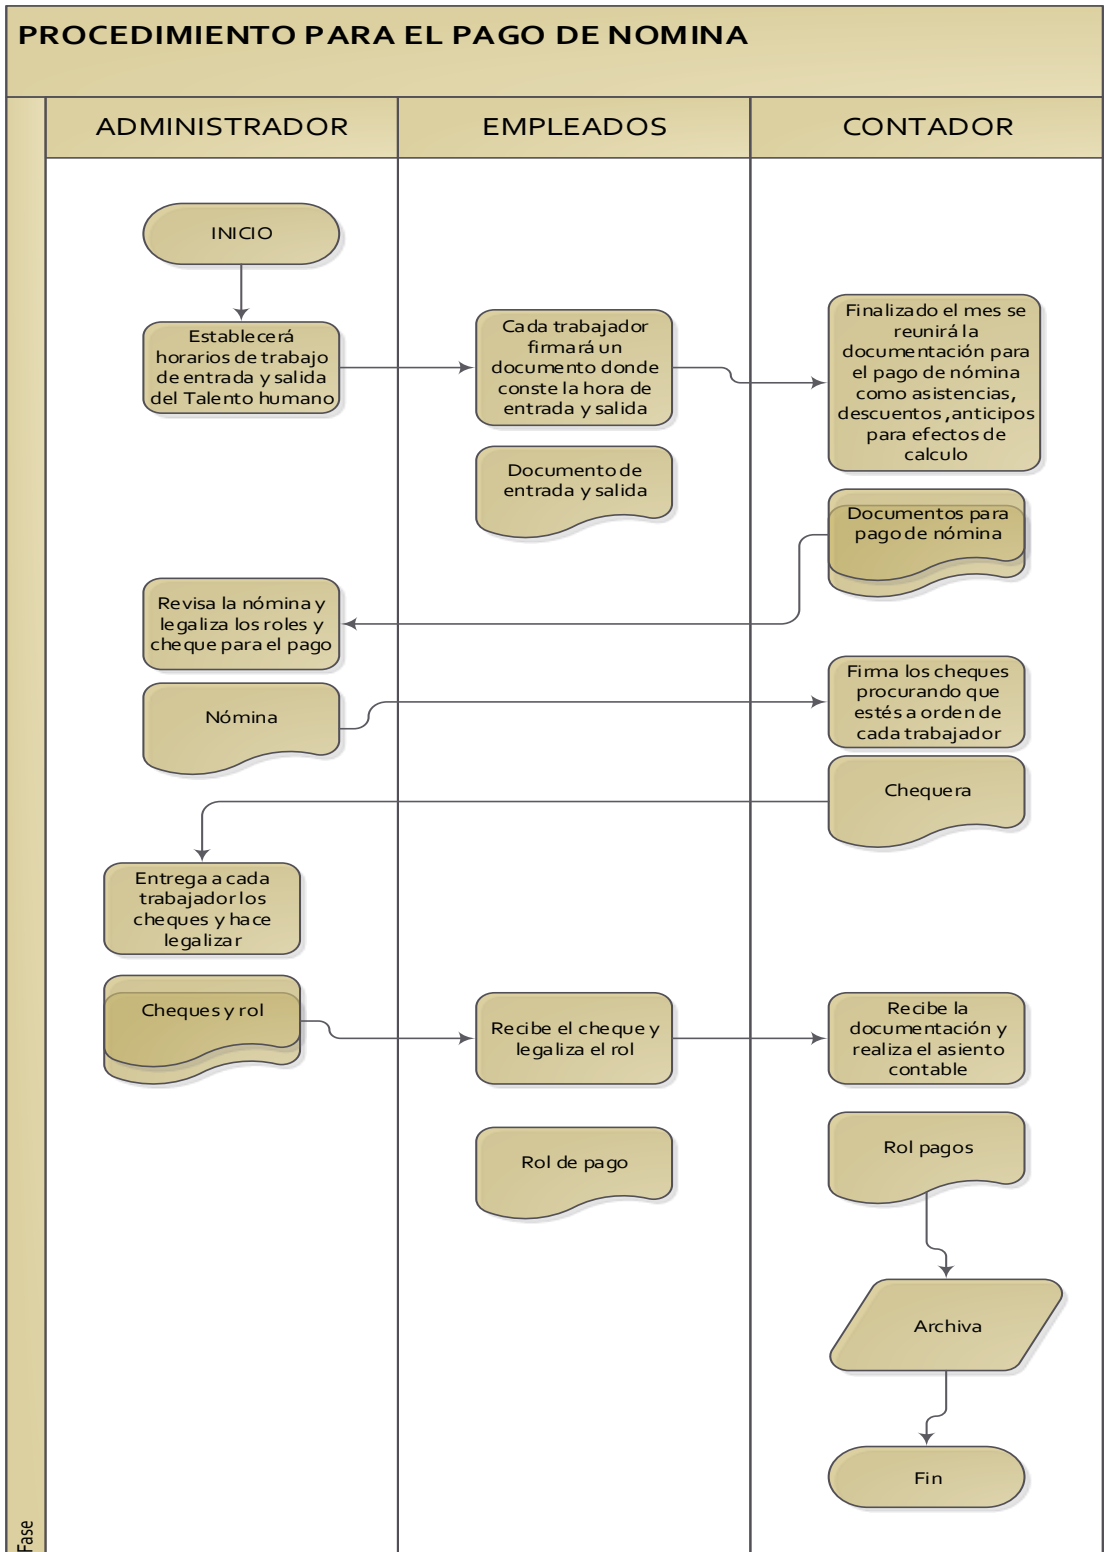 PROCEDIMIENTO PARA EL PAGO DE NOMINA
ADMINISTRADOR
EMPLEADOS
CONTADOR
INICIO
Establecerá
horarios de trabajo
de entrada y salida
del Talento humano
Cada trabajador
firmará un
documento donde
conste la hora de
entrada y salida
Documento de
entrada y salida
Finalizado el mes se
reunirá la
documentación para
el pago de nómina
como asistencias,
descuentos ,anticipos
para efectos de
calculo
Documentos para
pago de nómina
Revisa la nómina y
legaliza los roles y
cheque para el pago
Nómina
Firma los cheques
procurando que
estés a orden de
cada trabajador
Chequera
Entrega a cada
trabajador los
cheques y hace
legalizar
Cheques y rol
Recibe el cheque y
legaliza el rol
Rol de pago
Recibe la
documentación y
realiza el asiento
contable
Rol pagos
Archiva
Fin
Fase